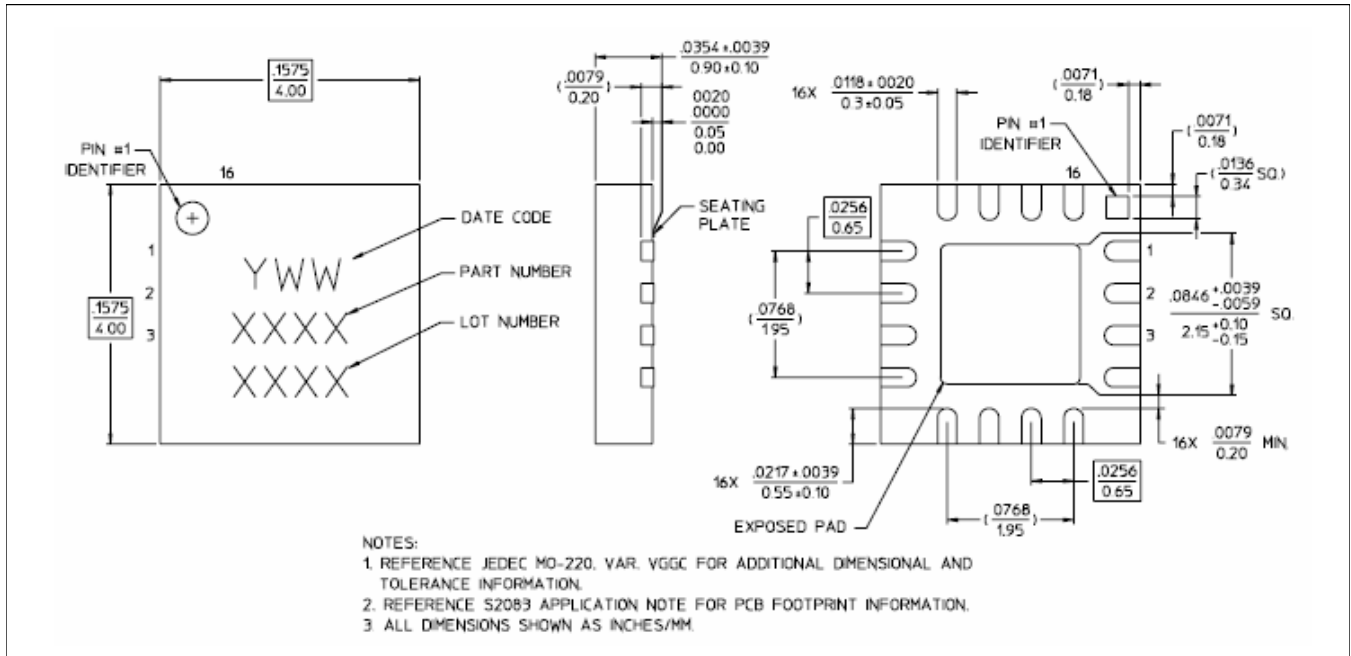 .1575
4.00
PIN #1
IDENTIFIER
16
.1575
4.00
1
2
3
DATE CODE
YWW
PART NUMBER
XXXX
LOT NUMBER
XXXX
.0354±.0039
0.90±0.10
(.0079
0.20)
0020
0000
0.05
0.00
SEATING
PLATE
16X .0118±.0020
0.3±0.05
(.0071
0.18)
PIN #1
IDENTIFIER
16
(.0071
0.18)
(.0136
0.34 SQ.)
.0256
0.65
(.0768
1.95)
1
2
3
.0846 +.0039
-.0059
2.15 +0.10
-0.15
SQ.
16X .0079
0.20 MIN.
16X .0217±.0039
0.55±0.10
.0256
0.65
(.0768
1.95)
EXPOSED PAD
NOTES:
1. REFERENCE JEDEC MO-220, VAR. VGGC FOR ADDITIONAL DIMENSIONAL AND
TOLERANCE INFORMATION.
2. REFERENCE S2083 APPLICATION NOTE FOR PCB FOOTPRINT INFORMATION.
3 ALL DIMENSIONS SHOWN AS INCHES/MM.